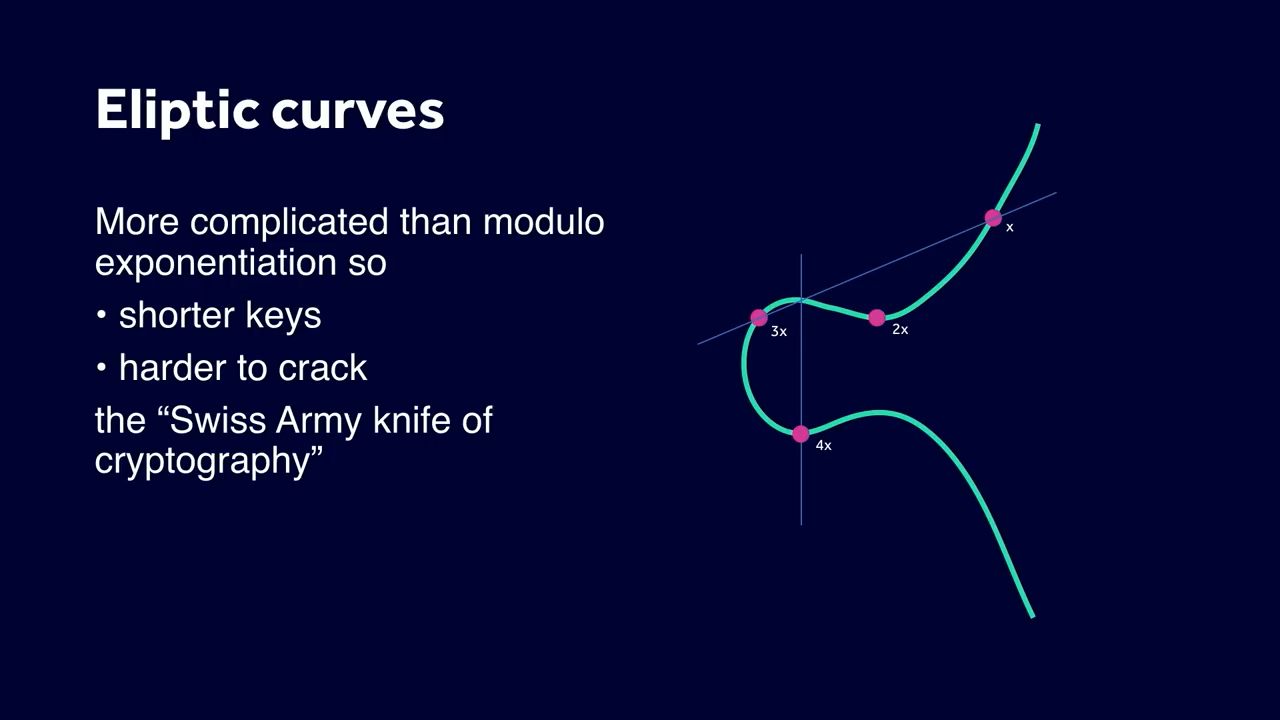 Eliptic curves
More complicated than modulo
exponentiation so
• shorter keys
• harder to crack
the “Swiss Army knife of
cryptography”
x
3x
2x
4x